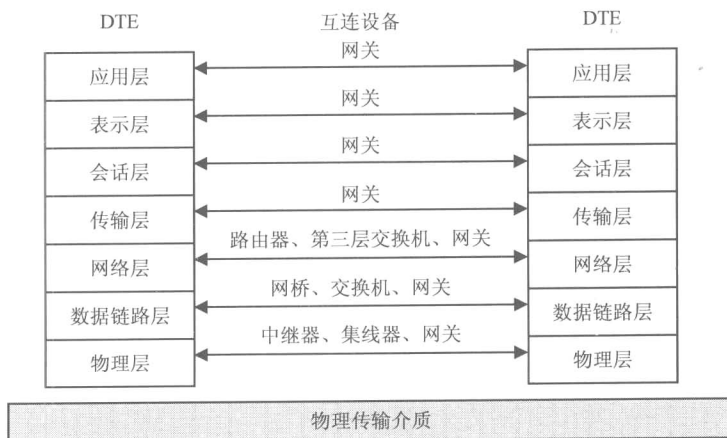 DTE 互连设备 DTE
网关
应用层 应用层
网关
表示层 表示层
网关
会话层 会话层
网关
传输层 传输层
路由器、第三层交换机、网关
网络层 网络层
网桥、交换机、网关
数据链路层 数据链路层
中继器、集线器、网关
物理层 物理层
物理传输介质